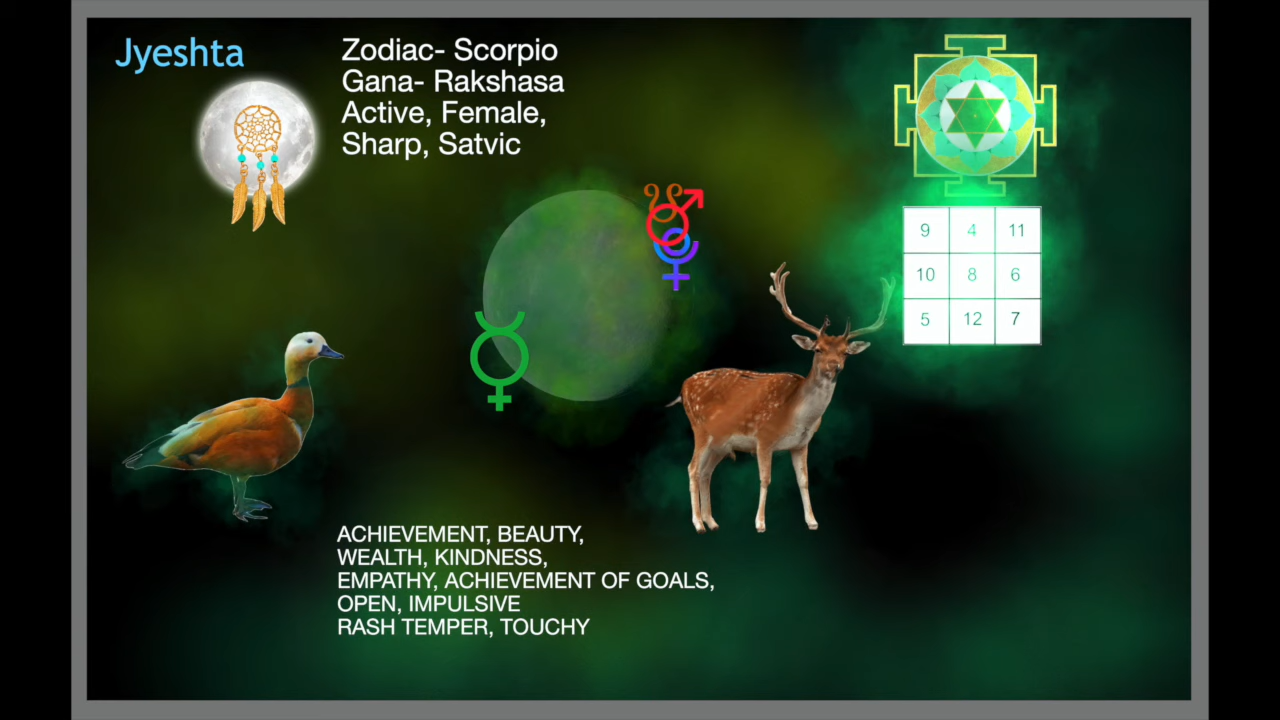 Jyeshta
Zodiac- Scorpio
Gana- Rakshasa
Active, Female,
Sharp, Satvic
9 4 11
10 8 6
5 12 7
ACHIEVEMENT, BEAUTY,
WEALTH, KINDNESS,
EMPATHY, ACHIEVEMENT OF GOALS,
OPEN, IMPULSIVE
RASH TEMPER, TOUCHY